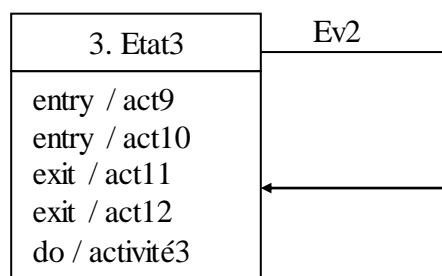 3. Etat3
Ev2
entry / act9
entry / act10
exit / act11
exit / act12
do / activité3